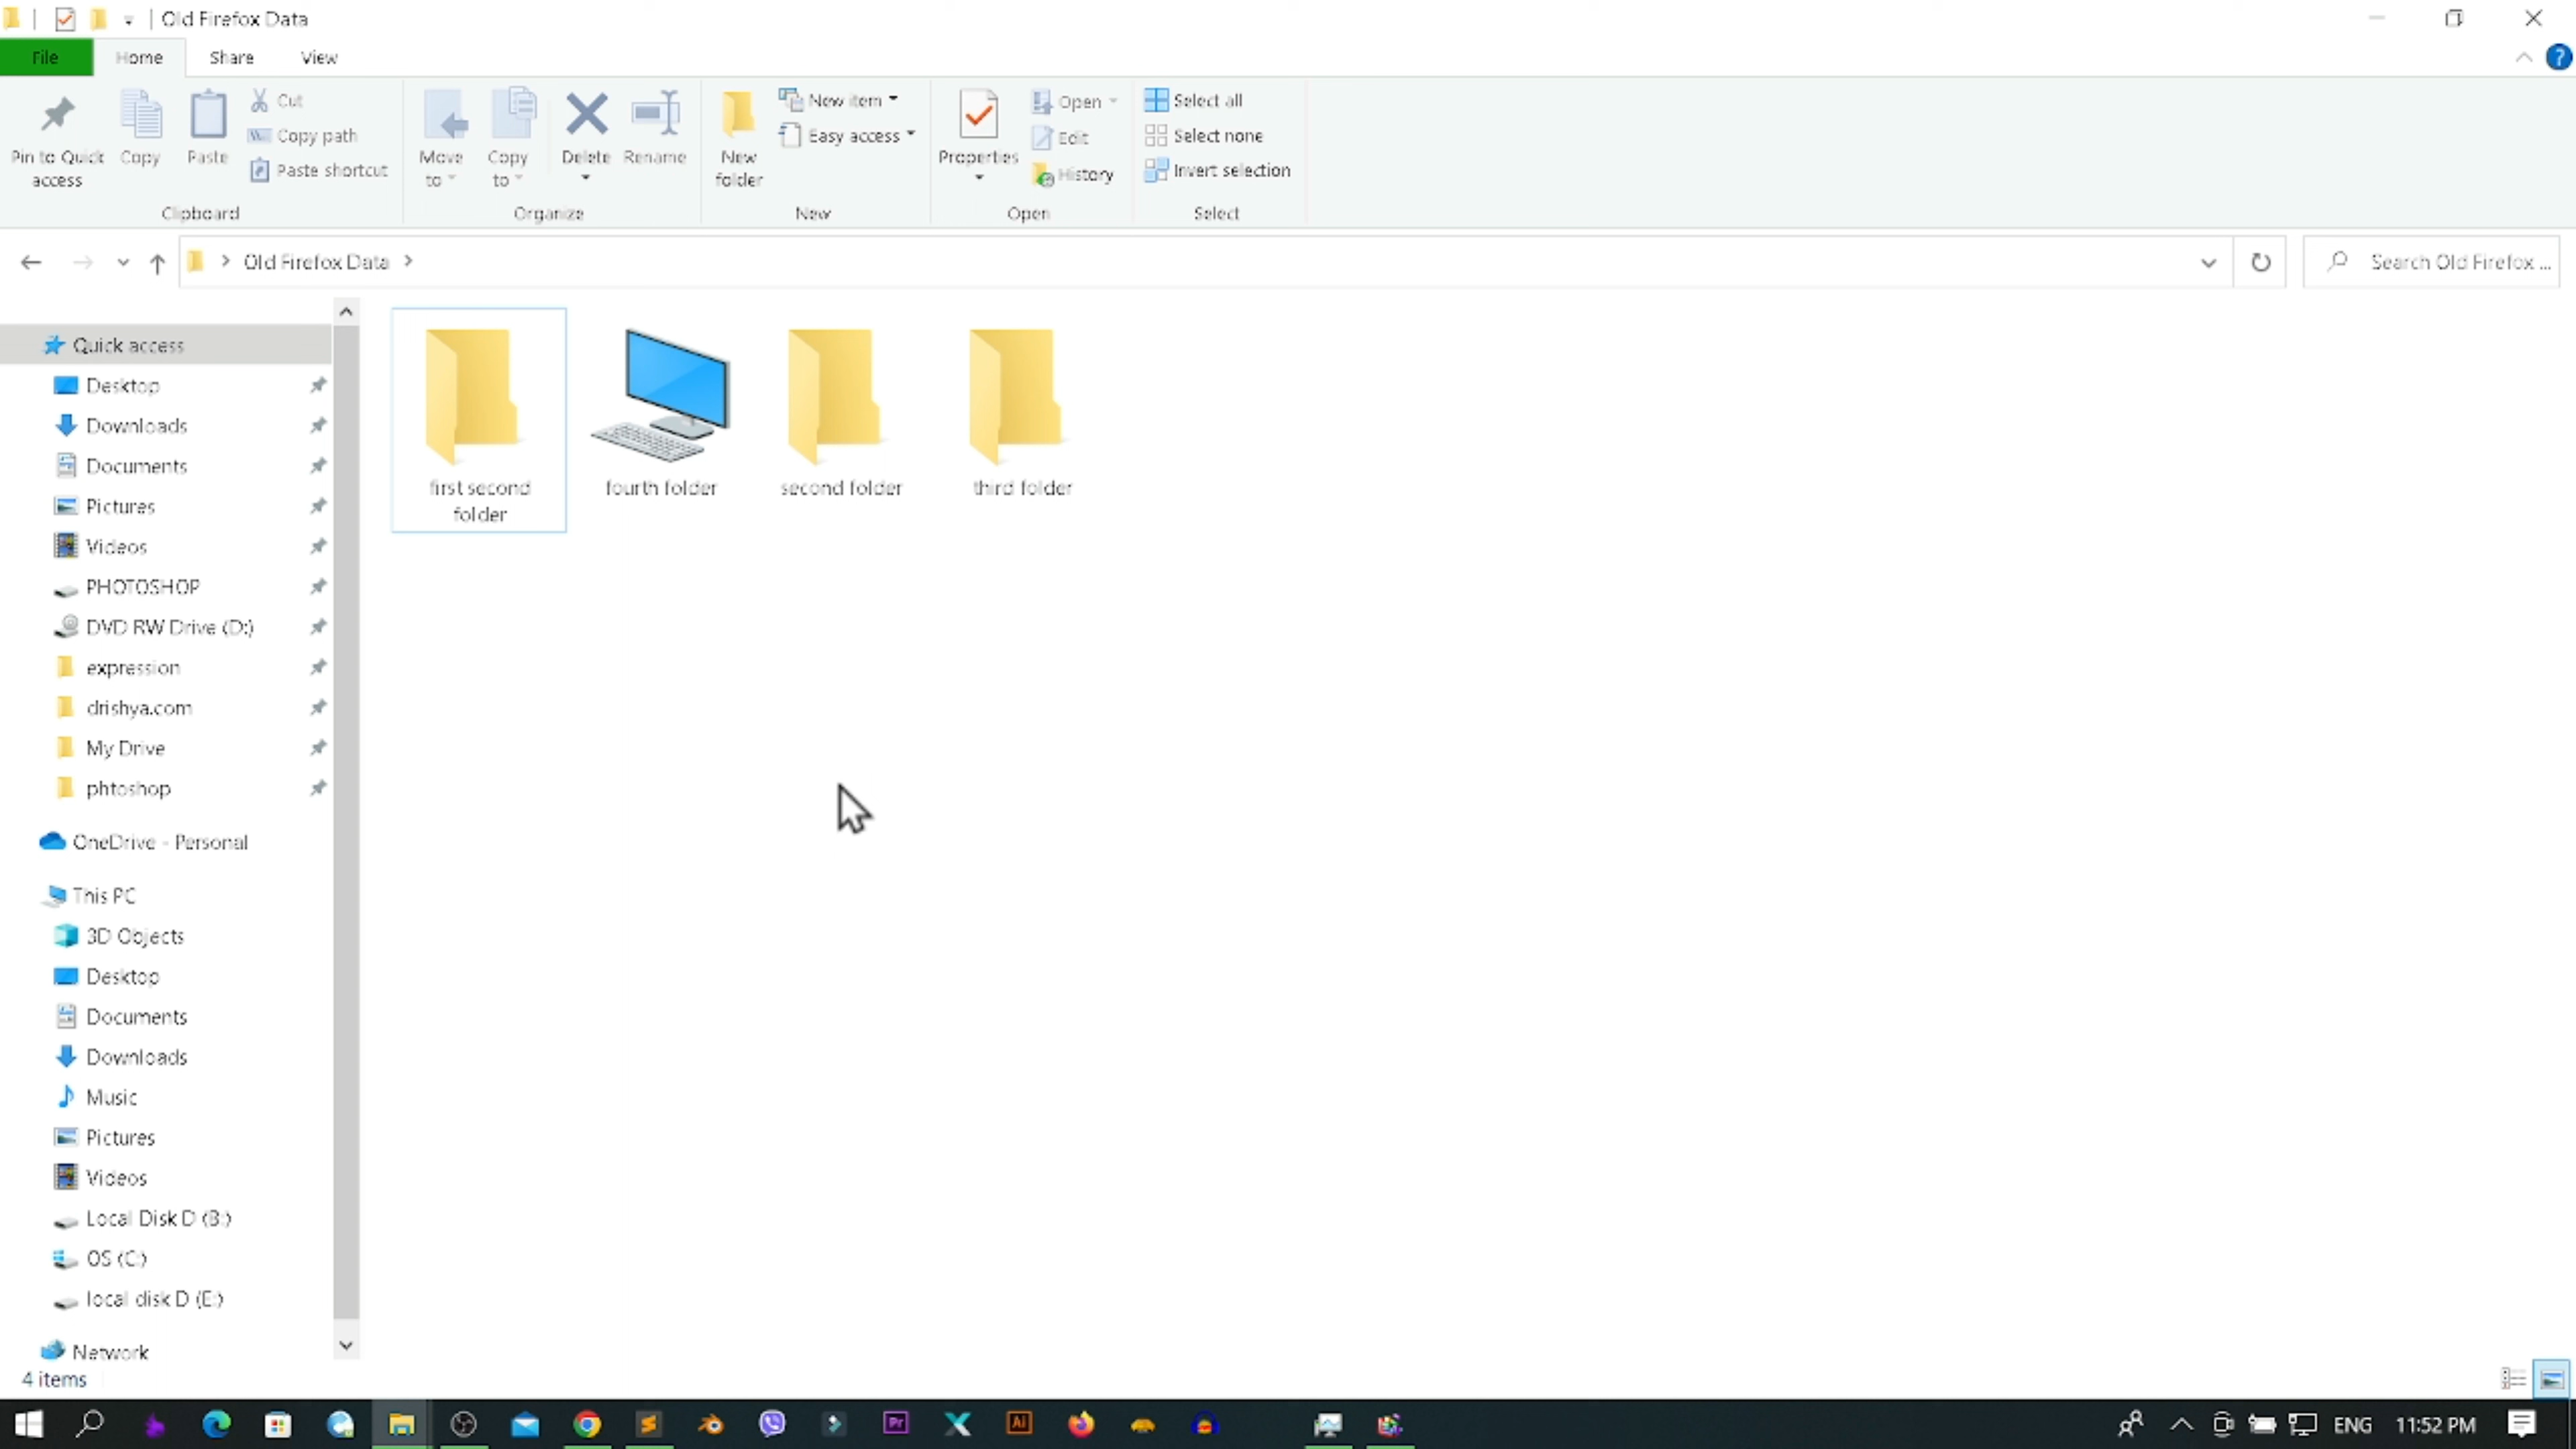 Old Firefox Data
File Home Share View
Pin to Quick access
Copy
Paste
Cut
Copy path
Paste shortcut
Clipboard
Move to
Copy to
Delete
Rename
Organize
New folder
New item
Easy access
New
Properties
Open
Edit
History
Open
Select all
Select none
Invert selection
Select
Old Firefox Data
Search Old Firefox ...
Quick access
Desktop
Downloads
Documents
Pictures
Videos
PHOTOSHOP
DVD RW Drive (D:)
expression
drishya.com
My Drive
phtoshop
OneDrive - Personal
This PC
3D Objects
Desktop
Documents
Downloads
Music
Pictures
Videos
Local Disk D (B:)
OS (C:)
local disk D (E:)
Network
first second
folder
fourth folder
second folder
third folder
4 items
Pr
Ai
ENG 11:52 PM